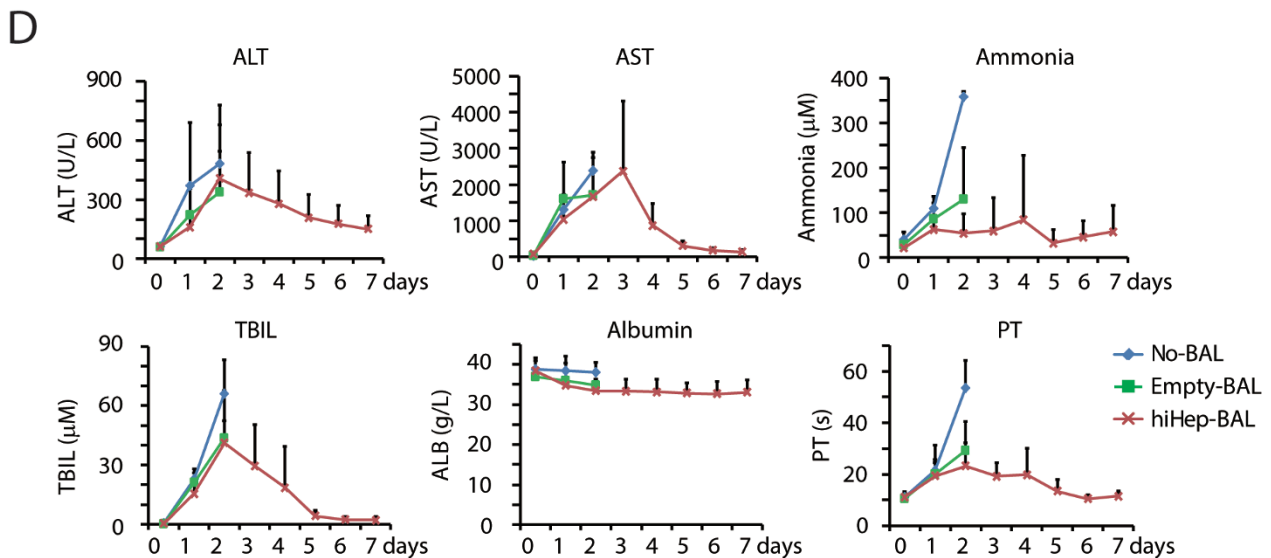 D
ALT
ALT (U/L)
900
600
300
0
0 1 2 3 4 5 6 7 days
AST
AST (U/L)
5000
4000
3000
2000
1000
0
0 1 2 3 4 5 6 7 days
Ammonia
Ammonia (μM)
400
300
200
100
0
0 1 2 3 4 5 6 7 days
TBIL
TBIL (μM)
90
60
30
0
0 1 2 3 4 5 6 7 days
Albumin
ALB (g/L)
40
30
20
10
0
0 1 2 3 4 5 6 7 days
PT
PT (s)
60
40
20
0
0 1 2 3 4 5 6 7 days
No-BAL
Empty-BAL
hiHep-BAL